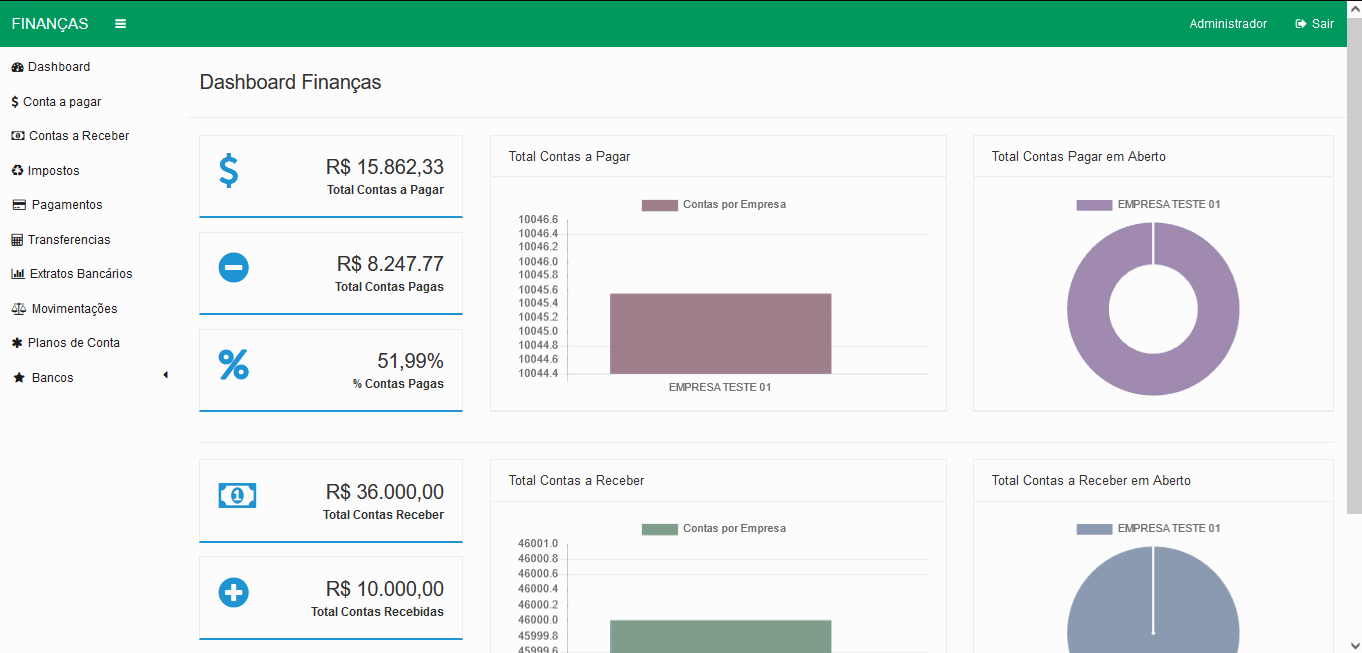 FINANÇAS
Administrador
Sair
Dashboard
Conta a pagar
Contas a Receber
Impostos
Pagamentos
Transferencias
Extratos Bancários
Movimentações
Planos de Conta
Bancos
Dashboard Finanças
R$ 15.862,33
Total Contas a Pagar
R$ 8.247.77
Total Contas Pagas
51,99%
% Contas Pagas
Total Contas a Pagar
Contas por Empresa
10046.6
10046.4
10046.2
10046.0
10045.8
10045.6
10045.4
10045.2
10045.0
10044.8
10044.6
10044.4
EMPRESA TESTE 01
Total Contas Pagar em Aberto
EMPRESA TESTE 01
R$ 36.000,00
Total Contas Receber
R$ 10.000,00
Total Contas Recebidas
Total Contas a Receber
Contas por Empresa
46001.0
46000.8
46000.6
46000.4
46000.2
46000.0
45999.8
45999.6
Total Contas a Receber em Aberto
EMPRESA TESTE 01